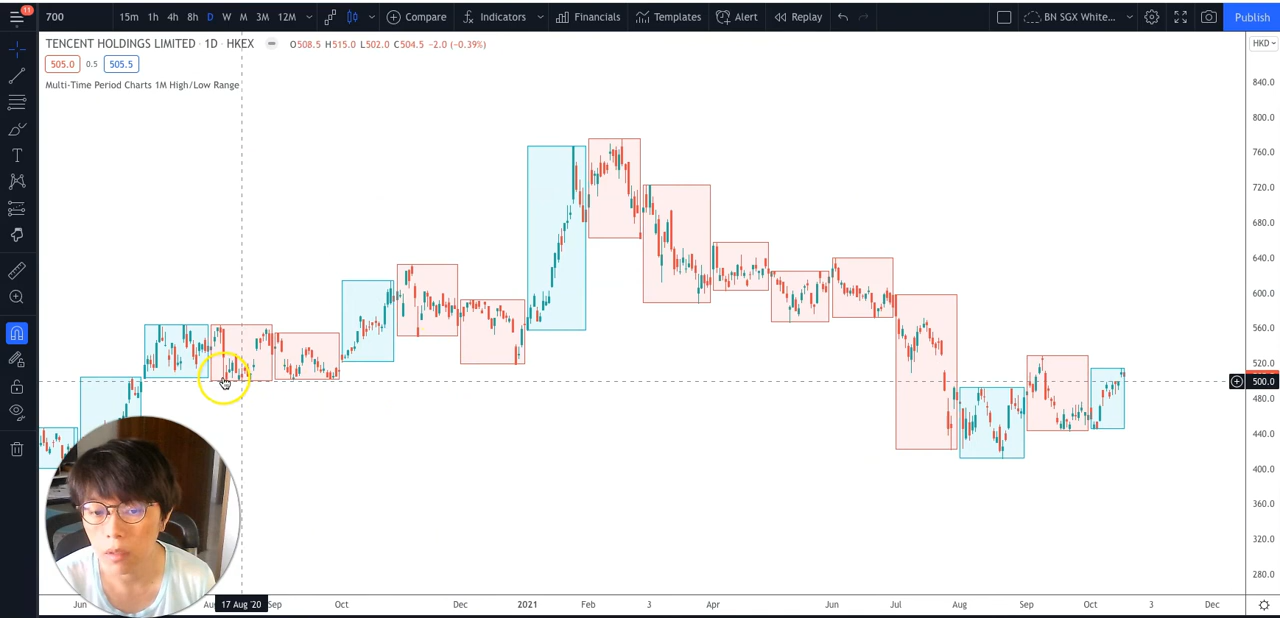 11
700 15m 1h 4h 8h D W M 3M 12M Compare Indicators Financials Templates Alert Replay BN SGX White... Publish
TENCENT HOLDINGS LIMITED · 1D · HKEX O508.5 H515.0 L502.0 C504.5 −2.0 (−0.39%)
HKD
505.0 0.5 505.5
Multi-Time Period Charts 1M High/Low Range
840.0
800.0
760.0
720.0
680.0
640.0
600.0
560.0
520.0
500.0
480.0
440.0
400.0
360.0
320.0
280.0
Jun 17 Aug '20 Sep Oct Dec 2021 Feb 3 Apr Jun Jul Aug Sep Oct 3 Dec